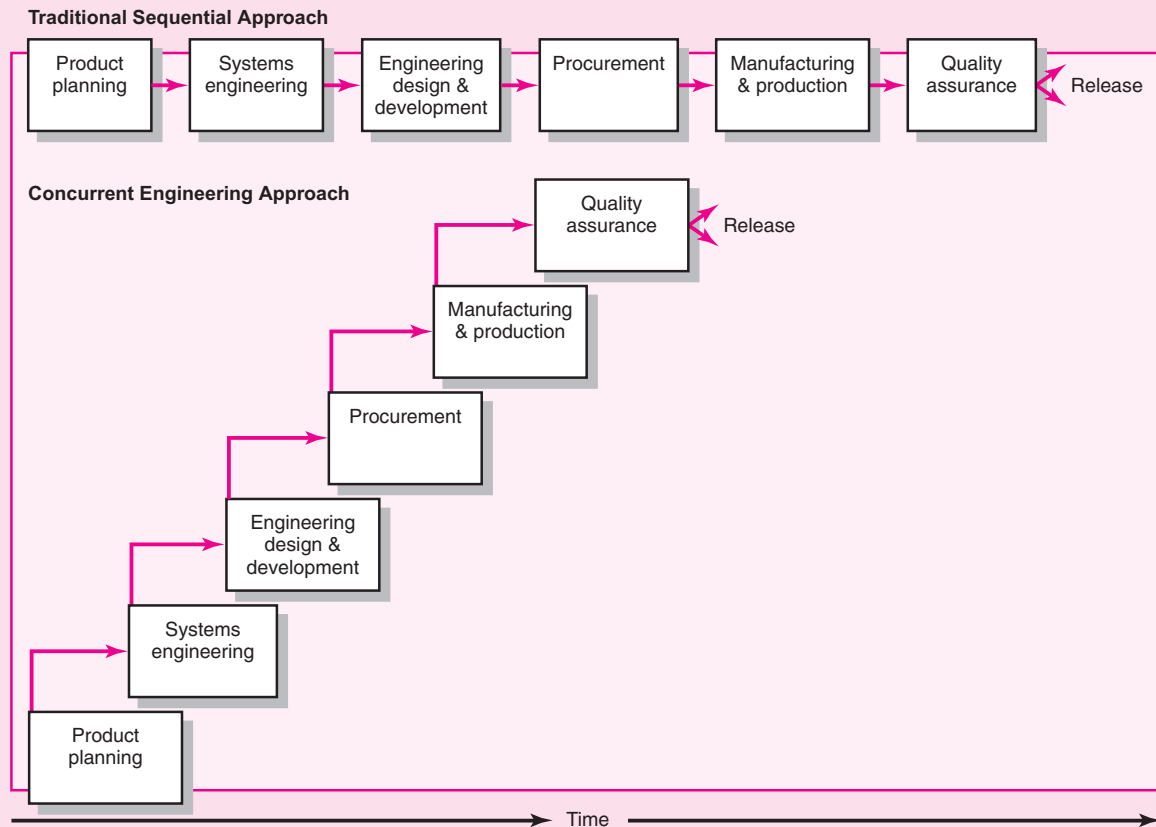 Traditional Sequential Approach
Product
planning
Systems
engineering
Engineering
design &
development
Procurement
Manufacturing
& production
Quality
assurance
Release
Concurrent Engineering Approach
Quality
assurance
Release
Manufacturing
& production
Procurement
Engineering
design &
development
Systems
engineering
Product
planning
Time